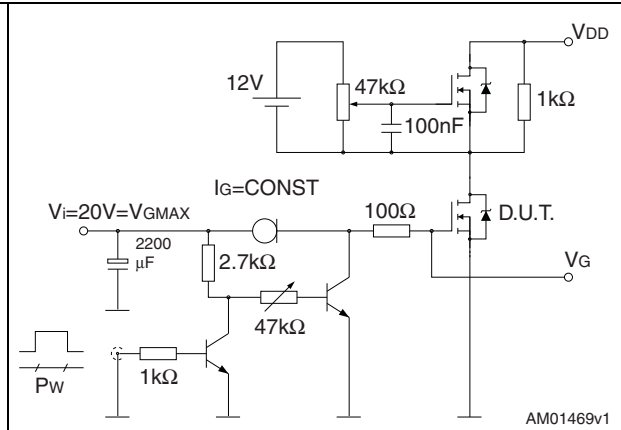 VDD
12V
47kΩ
1kΩ
100nF
IG=CONST
Vi=20V=VGMAX
100Ω
D.U.T.
2200
μF
2.7kΩ
VG
47kΩ
1kΩ
PW
AM01469v1